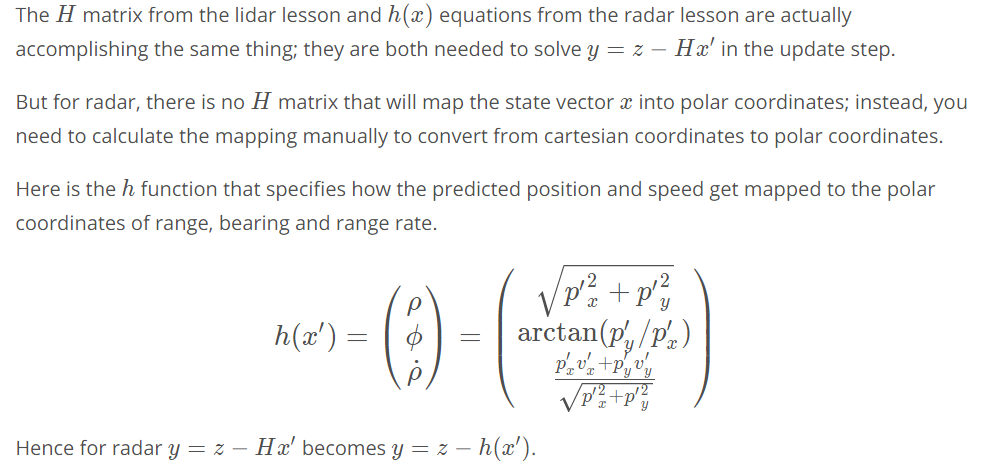 The H matrix from the lidar lesson and h(x) equations from the radar lesson are actually
accomplishing the same thing; they are both needed to solve y = z − Hx′ in the update step.
But for radar, there is no H matrix that will map the state vector x into polar coordinates; instead, you
need to calculate the mapping manually to convert from cartesian coordinates to polar coordinates.
Here is the h function that specifies how the predicted position and speed get mapped to the polar
coordinates of range, bearing and range rate.
h(x′) = \begin{pmatrix} ρ \\ ϕ \\ \dot{ρ} \end{pmatrix} = \begin{pmatrix} \sqrt{p'^2_x + p'^2_y} \\ \arctan(p'_y / p'_x) \\ \frac{p'_x v'_x + p'_y v'_y}{\sqrt{p'^2_x + p'^2_y}} \end{pmatrix}
Hence for radar y = z − Hx′ becomes y = z − h(x′).